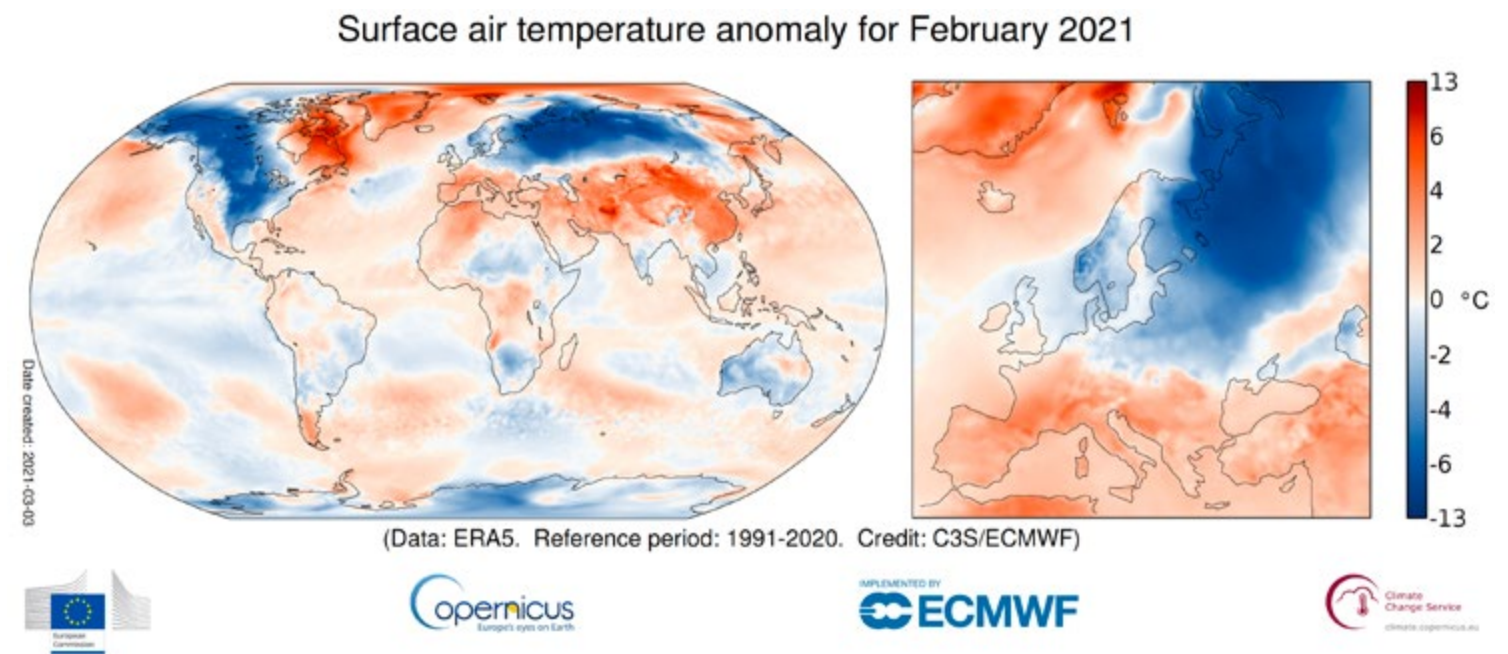 Surface air temperature anomaly for February 2021
13
6
4
2
0 °C
-2
-4
-6
-13
Date created: 2021-03-03
(Data: ERA5. Reference period: 1991-2020. Credit: C3S/ECMWF)
European
Commission
opernicus
Europe's eyes on Earth
IMPLEMENTED BY
ECMWF
Climate
Change Service
climate.copernicus.eu